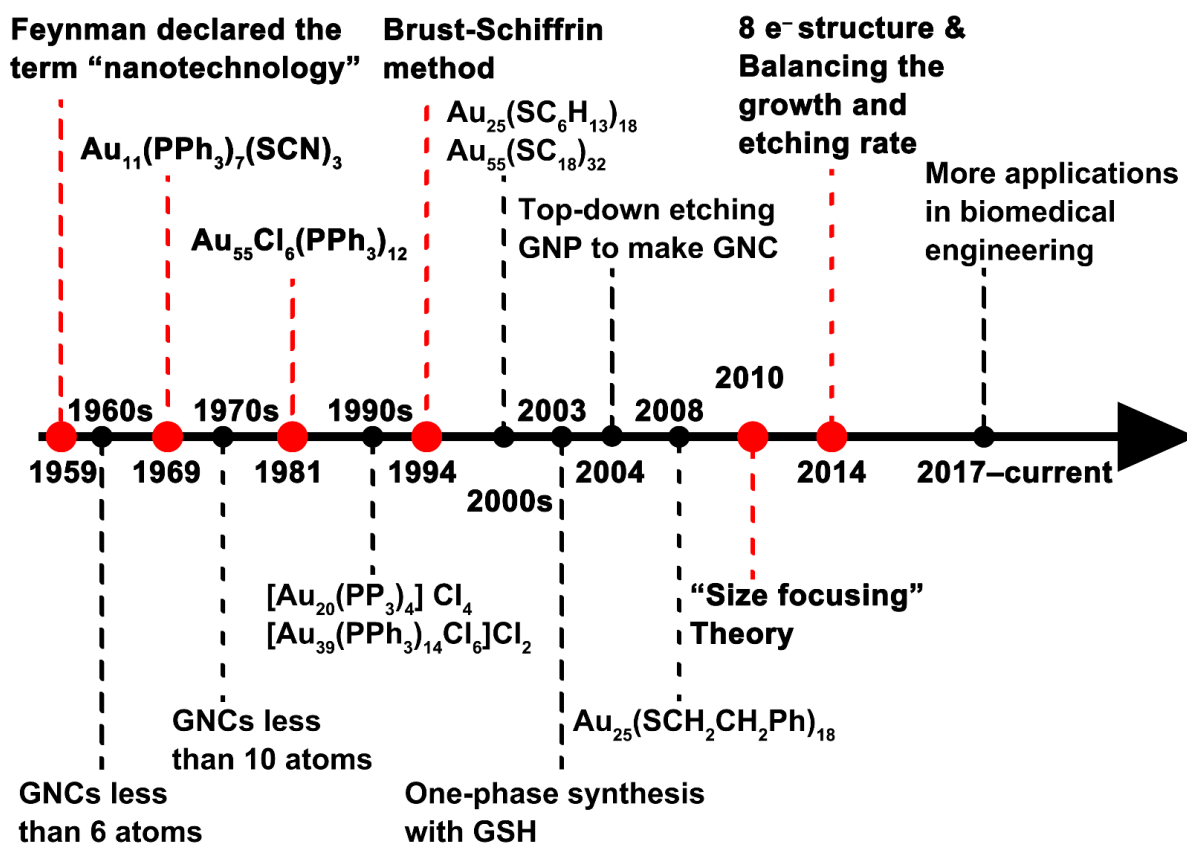 Feynman declared the
term “nanotechnology”
Brust-Schiffrin
method
8 e⁻ structure &
Balancing the
growth and
etching rate
Au₁₁(PPh₃)₇(SCN)₃
Au₂₅(SC₆H₁₃)₁₈
Au₅₅(SC₁₈)₃₂
More applications
in biomedical
engineering
Au₅₅Cl₆(PPh₃)₁₂
Top-down etching
GNP to make GNC
1960s
1970s
1990s
2003
2008
2010
1959
1969
1981
1994
2000s
2004
2014
2017–current
[Au₂₀(PP₃)₄] Cl₄
[Au₃₉(PPh₃)₁₄Cl₆]Cl₂
“Size focusing”
Theory
GNCs less
than 10 atoms
Au₂₅(SCH₂CH₂Ph)₁₈
GNCs less
than 6 atoms
One-phase synthesis
with GSH